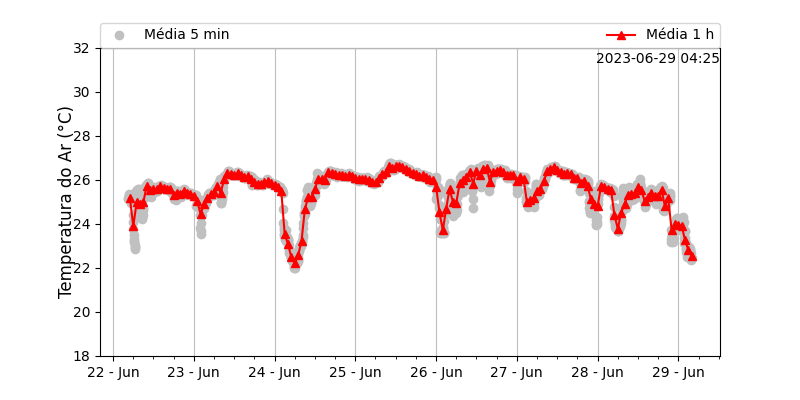 Média 5 min
Média 1 h
2023-06-29 04:25
Temperatura do Ar (°C)
32
30
28
26
24
22
20
18
22 - Jun
23 - Jun
24 - Jun
25 - Jun
26 - Jun
27 - Jun
28 - Jun
29 - Jun